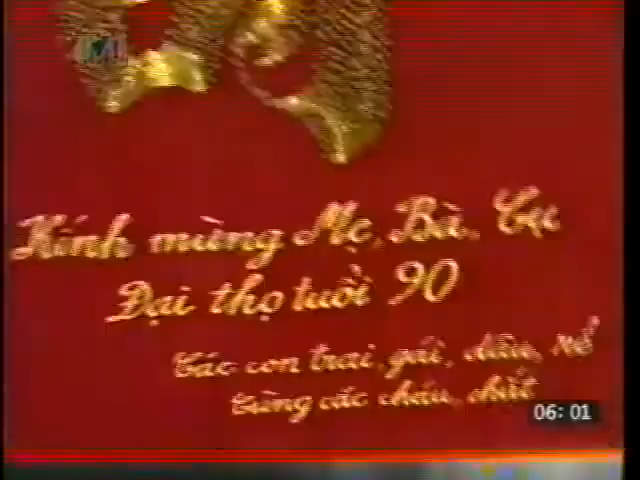 Kính mừng Mẹ, Bà, Cụ
Đại thọ tuổi 90
Các con trai, gái, dâu, rể
cùng các cháu, chắt
06:01